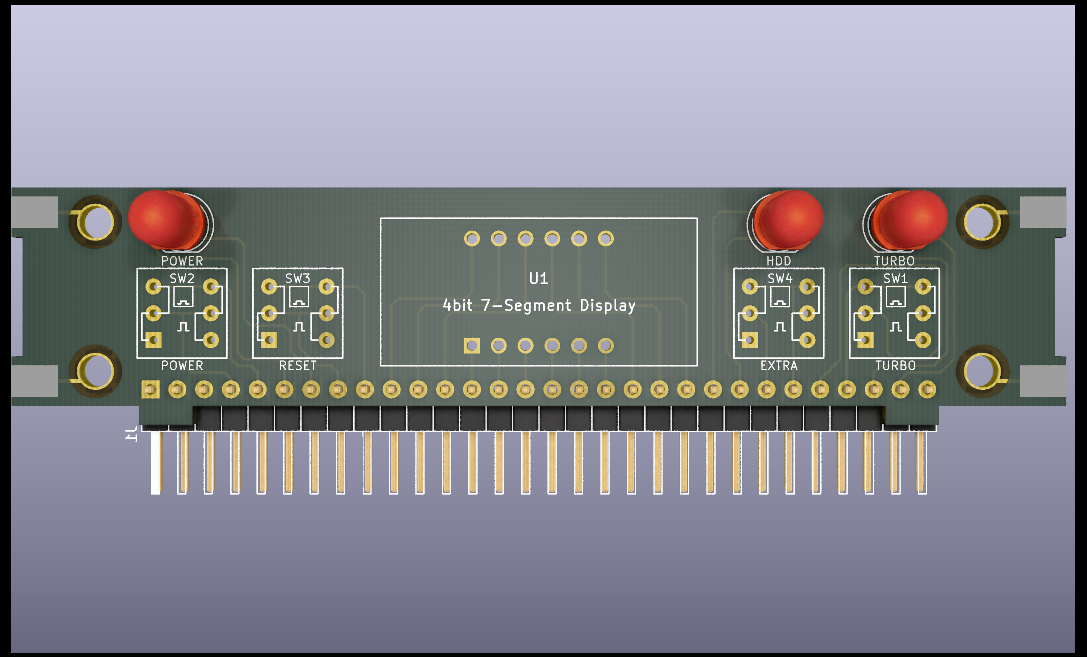 POWER
HDD
TURBO
SW2
SW3
U1
SW4
SW1
4bit 7-Segment Display
POWER
RESET
EXTRA
TURBO
J1